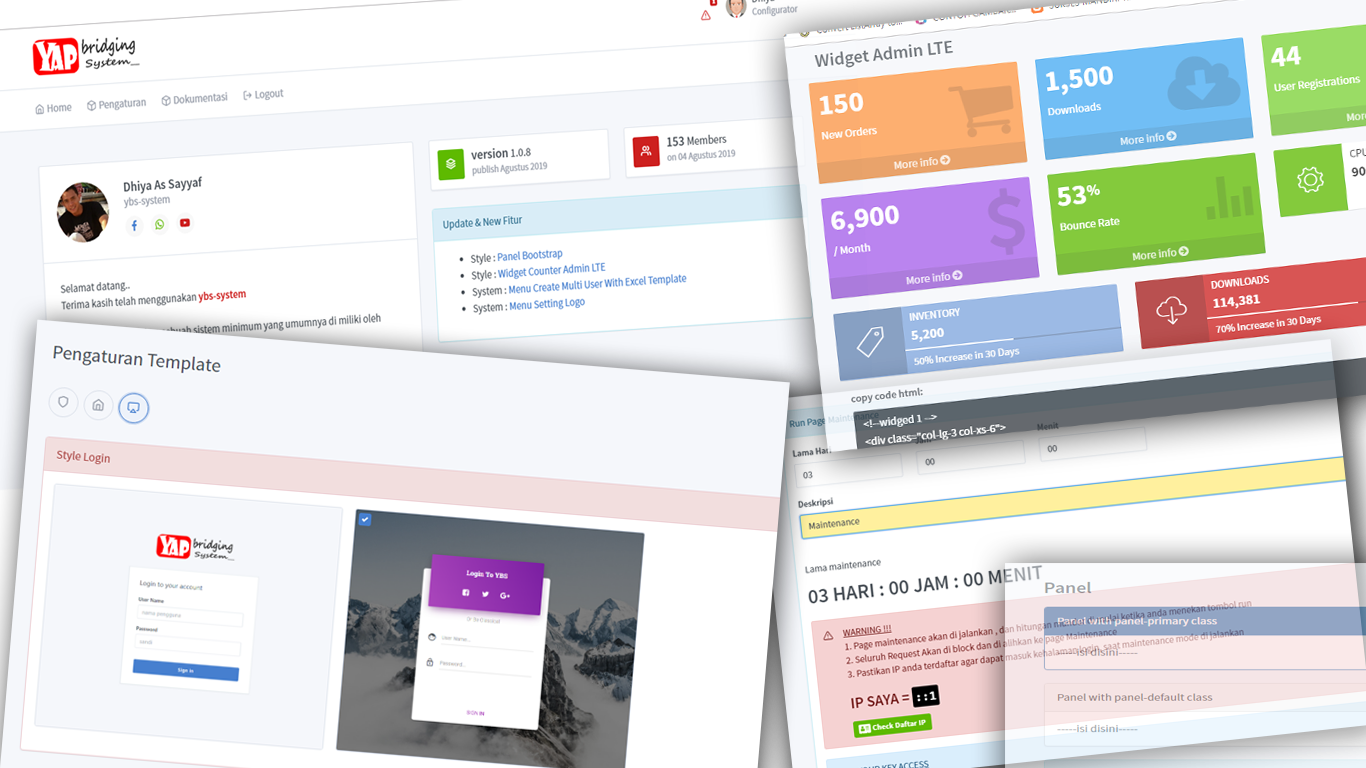 YAP bridging
System_
Configurator
Home
Pengaturan
Dokumentasi
Logout
Dhiya As Sayyaf
ybs-system
version 1.0.8
publish Agustus 2019
153 Members
on 04 Agustus 2019
Update & New Fitur
Style : Panel Bootstrap
Style : Widget Counter Admin LTE
System : Menu Create Multi User With Excel Template
System : Menu Setting Logo
Selamat datang..
Terima kasih telah menggunakan ybs-system
sistem minimum yang umumnya di miliki oleh
Widget Admin LTE
150
New Orders
More info
1,500
Downloads
More info
44
User Registrations
6,900
/ Month
More info
53%
Bounce Rate
More info
CPU
90
INVENTORY
5,200
50% Increase in 30 Days
DOWNLOADS
114,381
70% Increase in 30 Days
copy code html:
<!--widged 1 -->
<div class="col-lg-3 col-xs-6">
Pengaturan Template
Style Login
YAP bridging
System_
Login to your account
User Name
nama pengguna
Password
sandi
Sign in
Login To YBS
User Name...
Password...
SIGN IN
Run Page Maintenance
Lama Hari
Menit
03
00
00
Deskripsi
Maintenance
Lama maintenance
03 HARI : 00 JAM : 00 MENIT
WARNING !!!
1. Page maintenance akan di jalankan , dan hitungan ketika anda menekan tombol run
2. Seluruh Request Akan di block dan di alihkan ke page Maintenance
3. Pastikan IP anda terdaftar agar dapat masuk kehalaman login, saat maintenance mode di jalankan
IP SAYA = ::1
Check Daftar IP
KEY ACCESS
Panel
Panel with panel-primary class
-----isi disini-----
Panel with panel-default class
-----isi disini-----